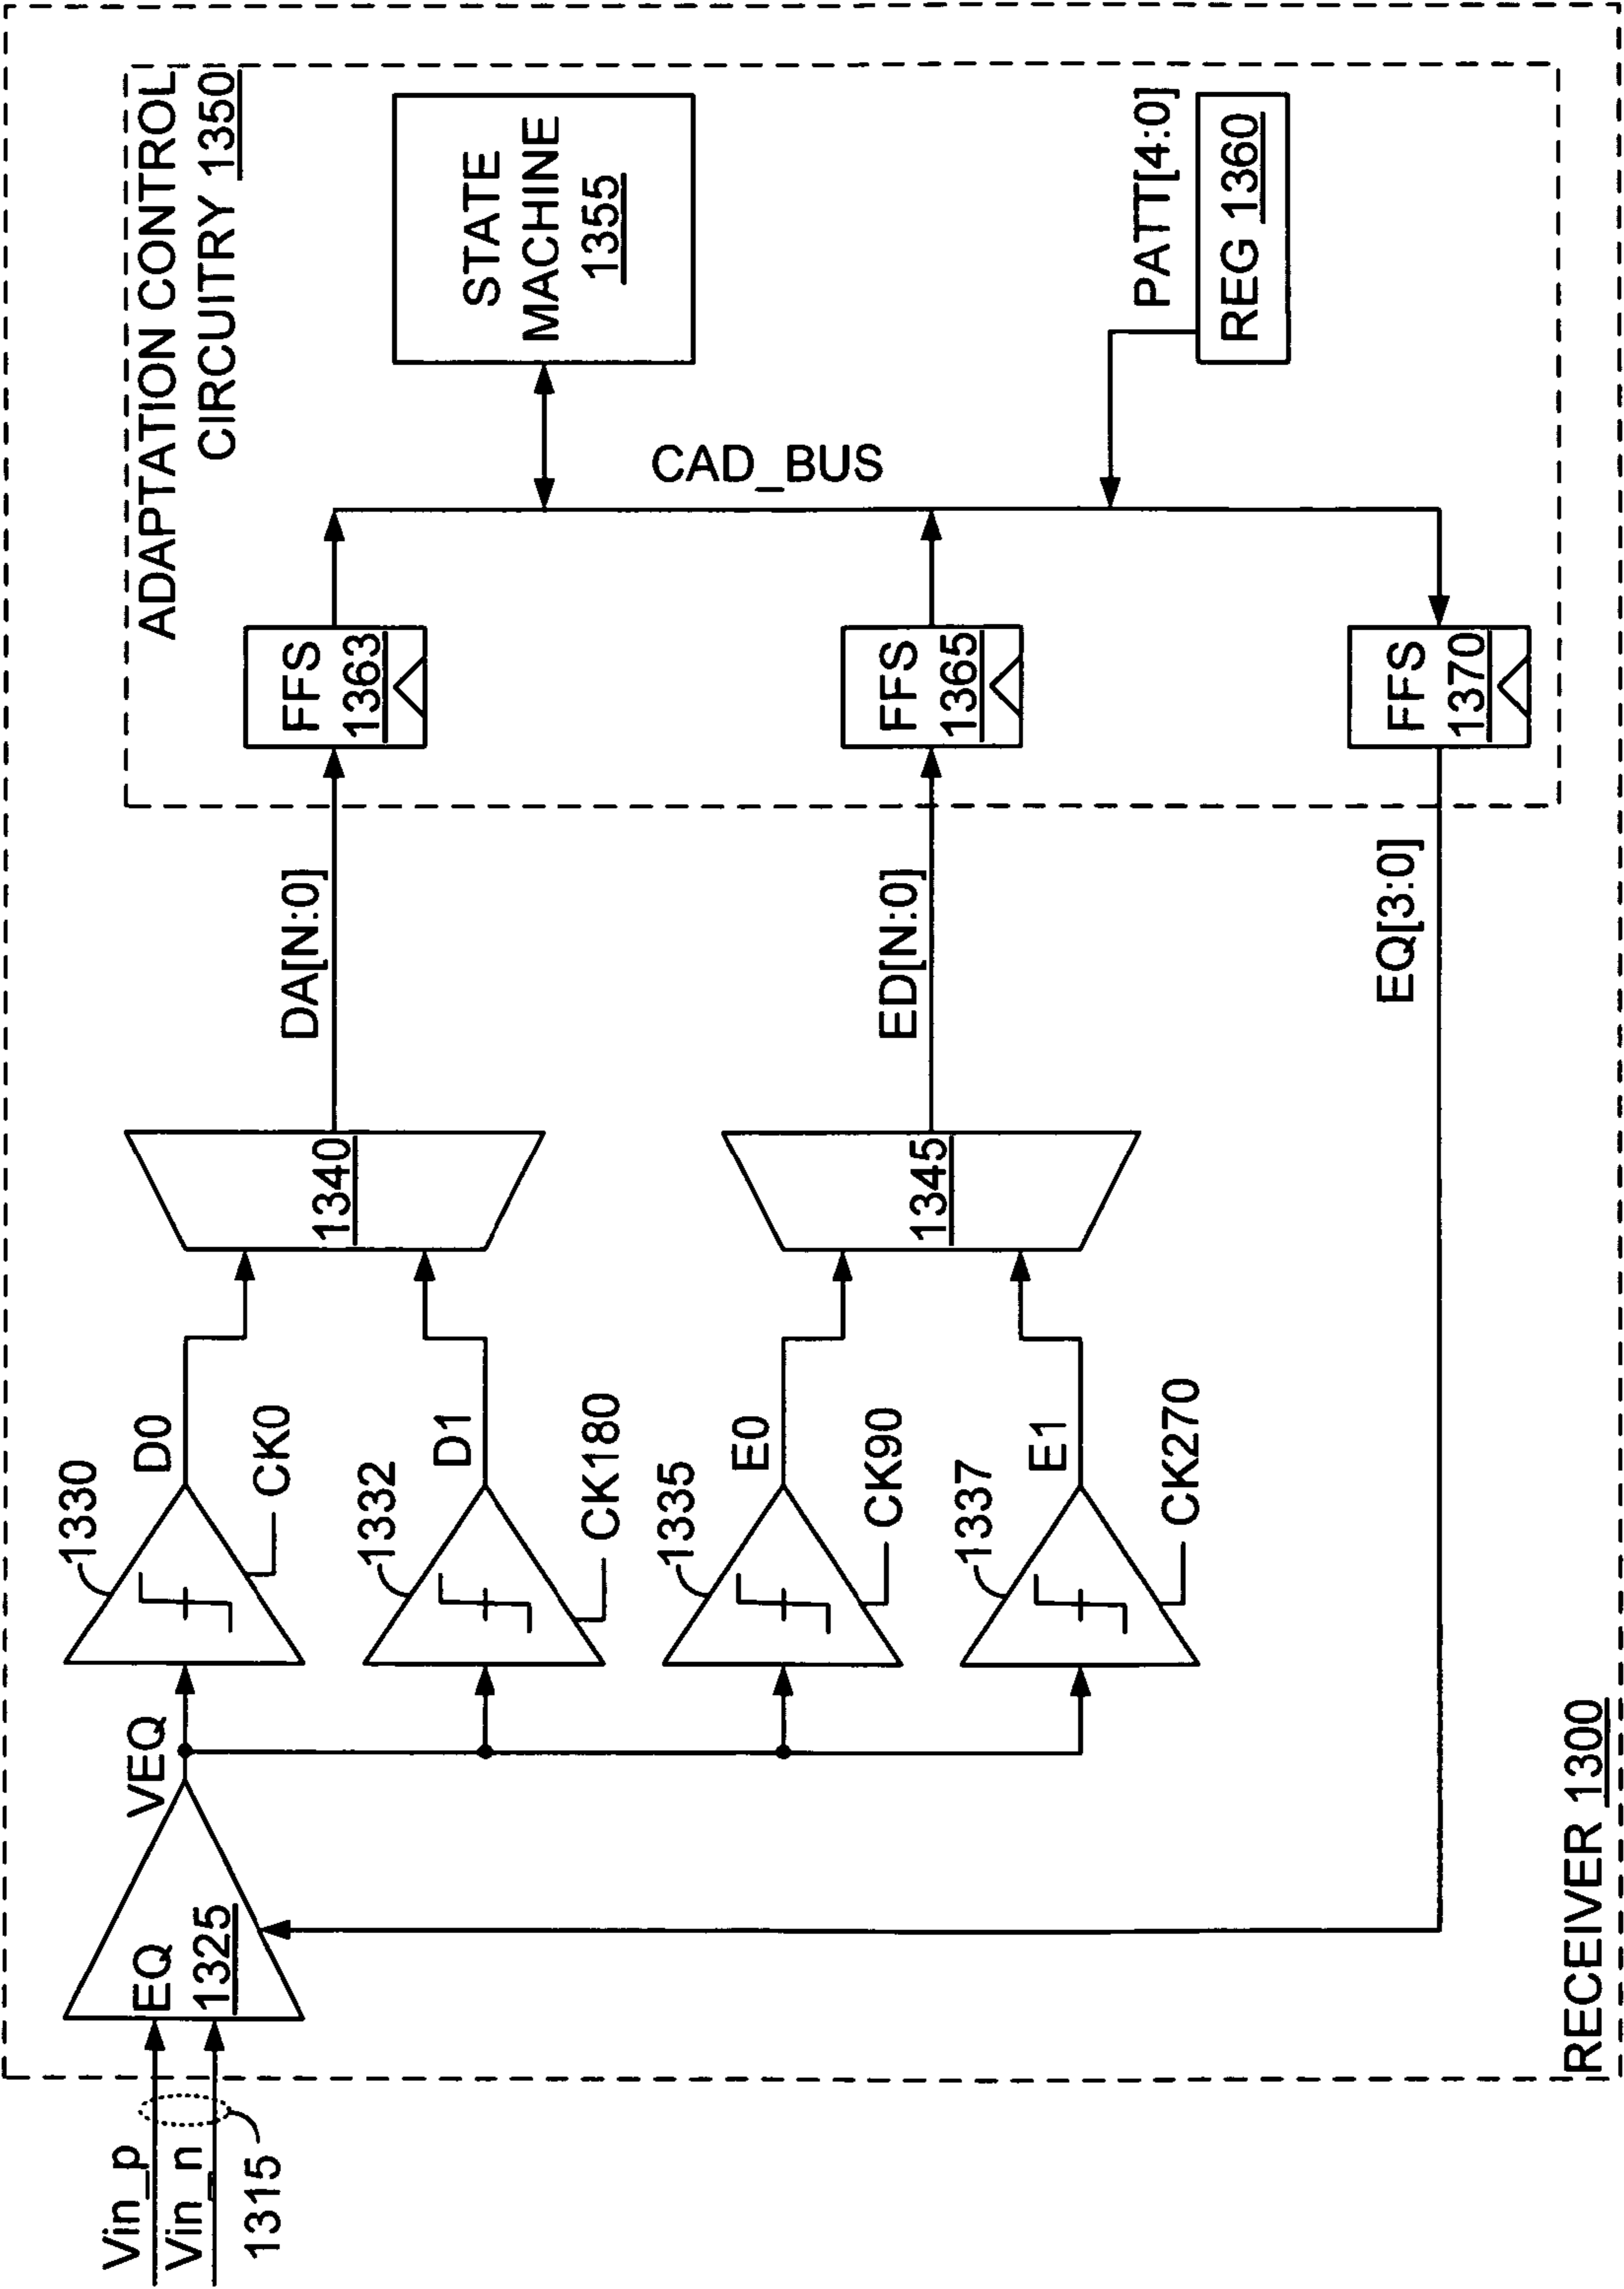 Vin_p
Vin_n
1315
EQ
1325
VEQ
1330
D0
CK0
1332
D1
CK180
1335
E0
CK90
1337
E1
CK270
1340
1345
DA[N:0]
ED[N:0]
EQ[3:0]
ADAPTATION CONTROL
CIRCUITRY 1350
FFS
1363
FFS
1365
FFS
1370
CAD_BUS
STATE
MACHINE
1355
PATT[4:0]
REG 1360
RECEIVER 1300